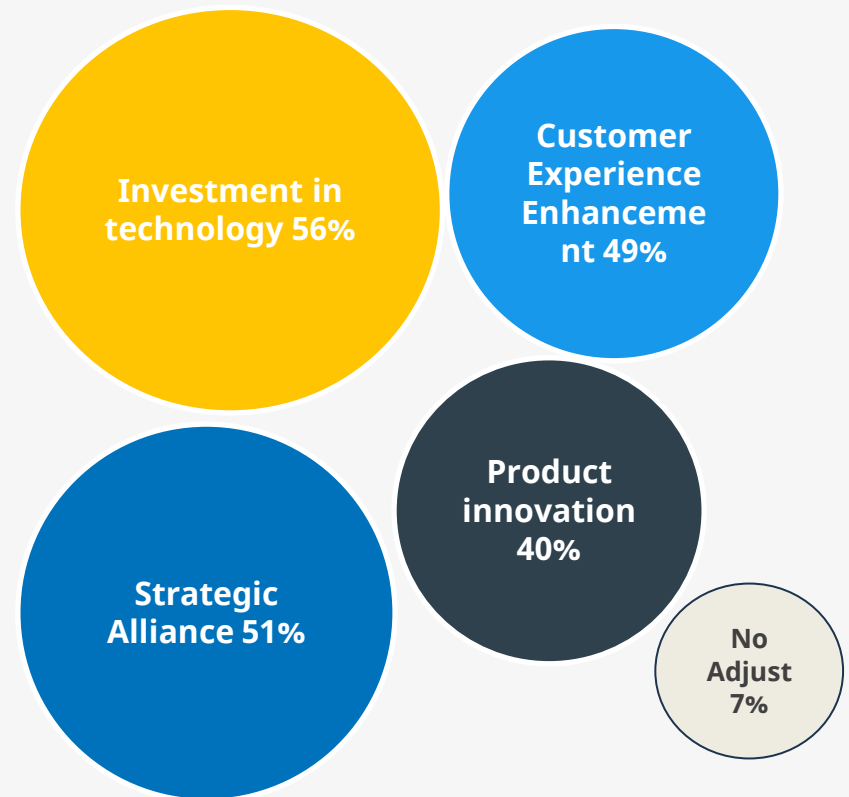 Investment in
technology 56%
Customer
Experience
Enhanceme
nt 49%
Product
innovation
40%
Strategic
Alliance 51%
No
Adjust
7%